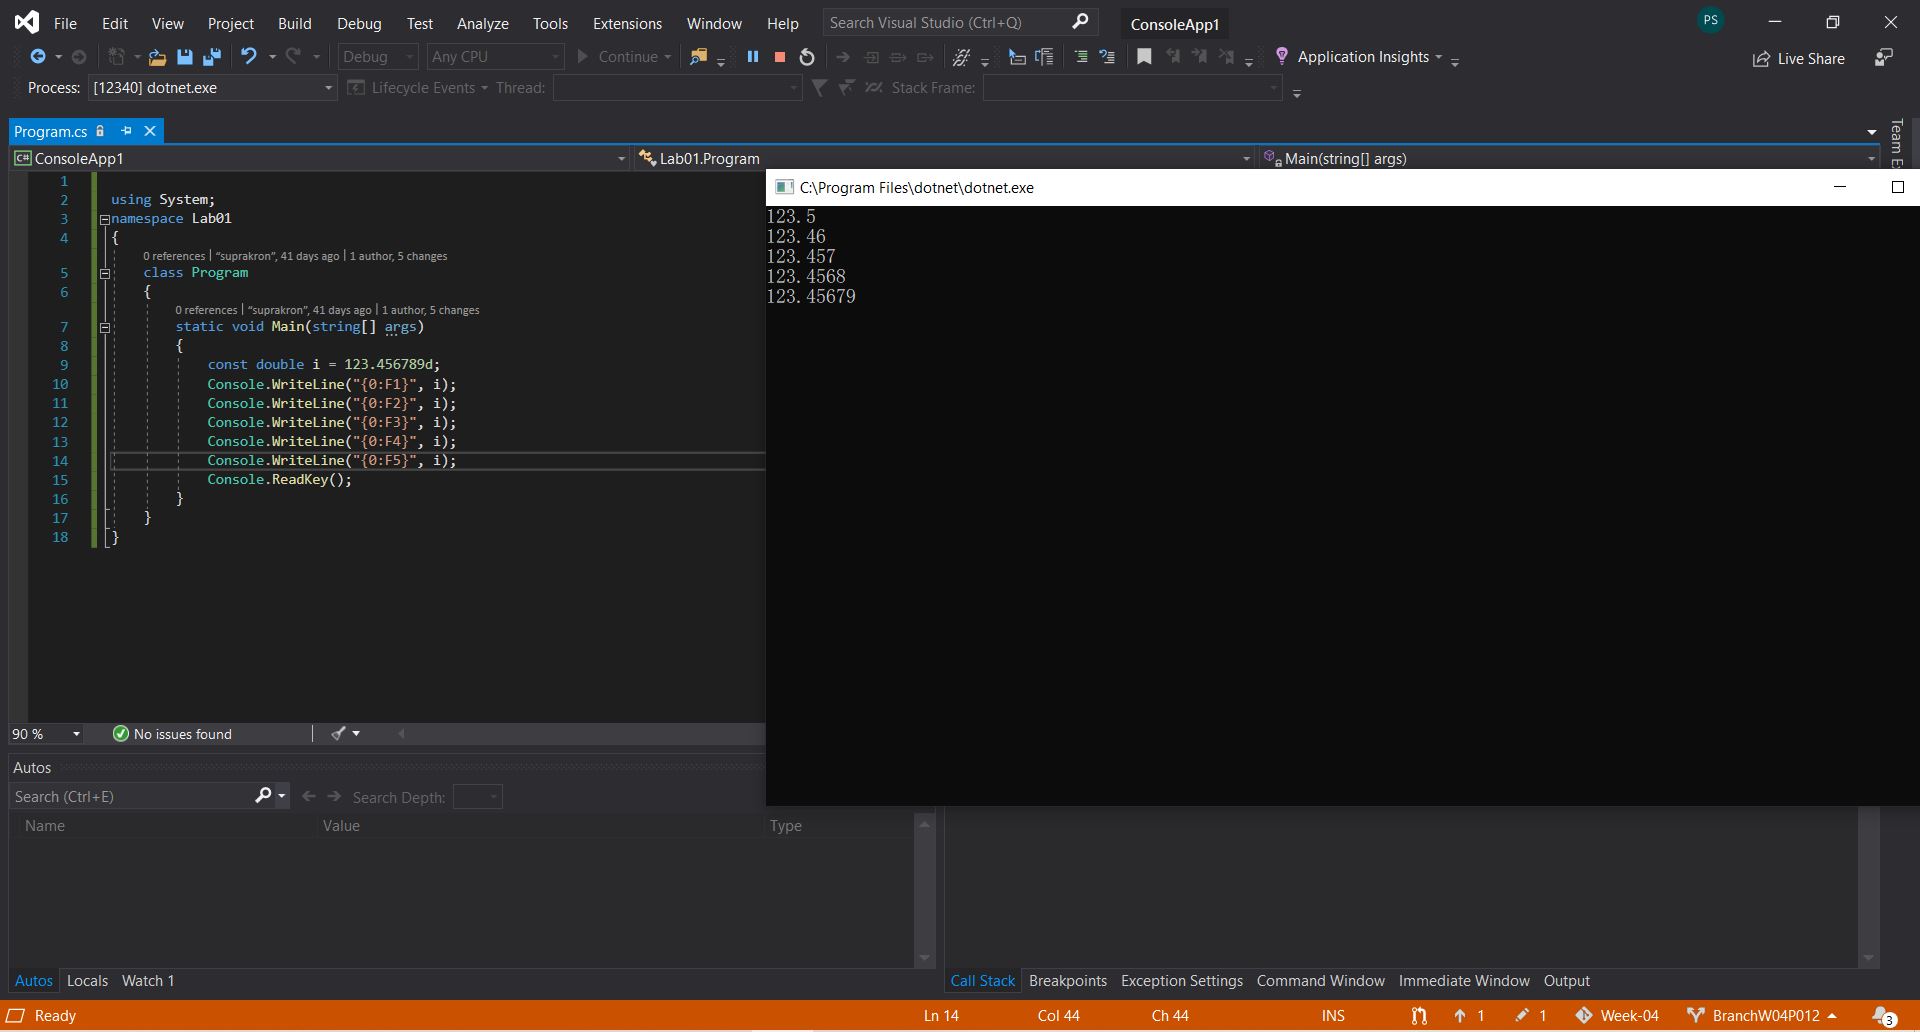 File Edit View Project Build Debug Test Analyze Tools Extensions Window Help Search Visual Studio (Ctrl+Q) ConsoleApp1 PS
Debug Any CPU Continue Application Insights Live Share
Process: [12340] dotnet.exe Lifecycle Events Thread: Stack Frame:
Program.cs
Team
C# ConsoleApp1 Lab01.Program Main(string[] args)
C:\Program Files\dotnet\dotnet.exe
123.5
123.46
123.457
123.4568
123.45679
1
2 using System;
3 namespace Lab01
4 {
0 references | “suprakron”, 41 days ago | 1 author, 5 changes
5 class Program
6 {
0 references | “suprakron”, 41 days ago | 1 author, 5 changes
7 static void Main(string[] args)
8 {
9 const double i = 123.456789d;
10 Console.WriteLine("{0:F1}", i);
11 Console.WriteLine("{0:F2}", i);
12 Console.WriteLine("{0:F3}", i);
13 Console.WriteLine("{0:F4}", i);
14 Console.WriteLine("{0:F5}", i);
15 Console.ReadKey();
16 }
17 }
18 }
90 % No issues found
Autos
Search (Ctrl+E) Search Depth:
Name Value Type
Autos Locals Watch 1
Call Stack Breakpoints Exception Settings Command Window Immediate Window Output
Ready Ln 14 Col 44 Ch 44 INS 1 1 Week-04 BranchW04P012 3